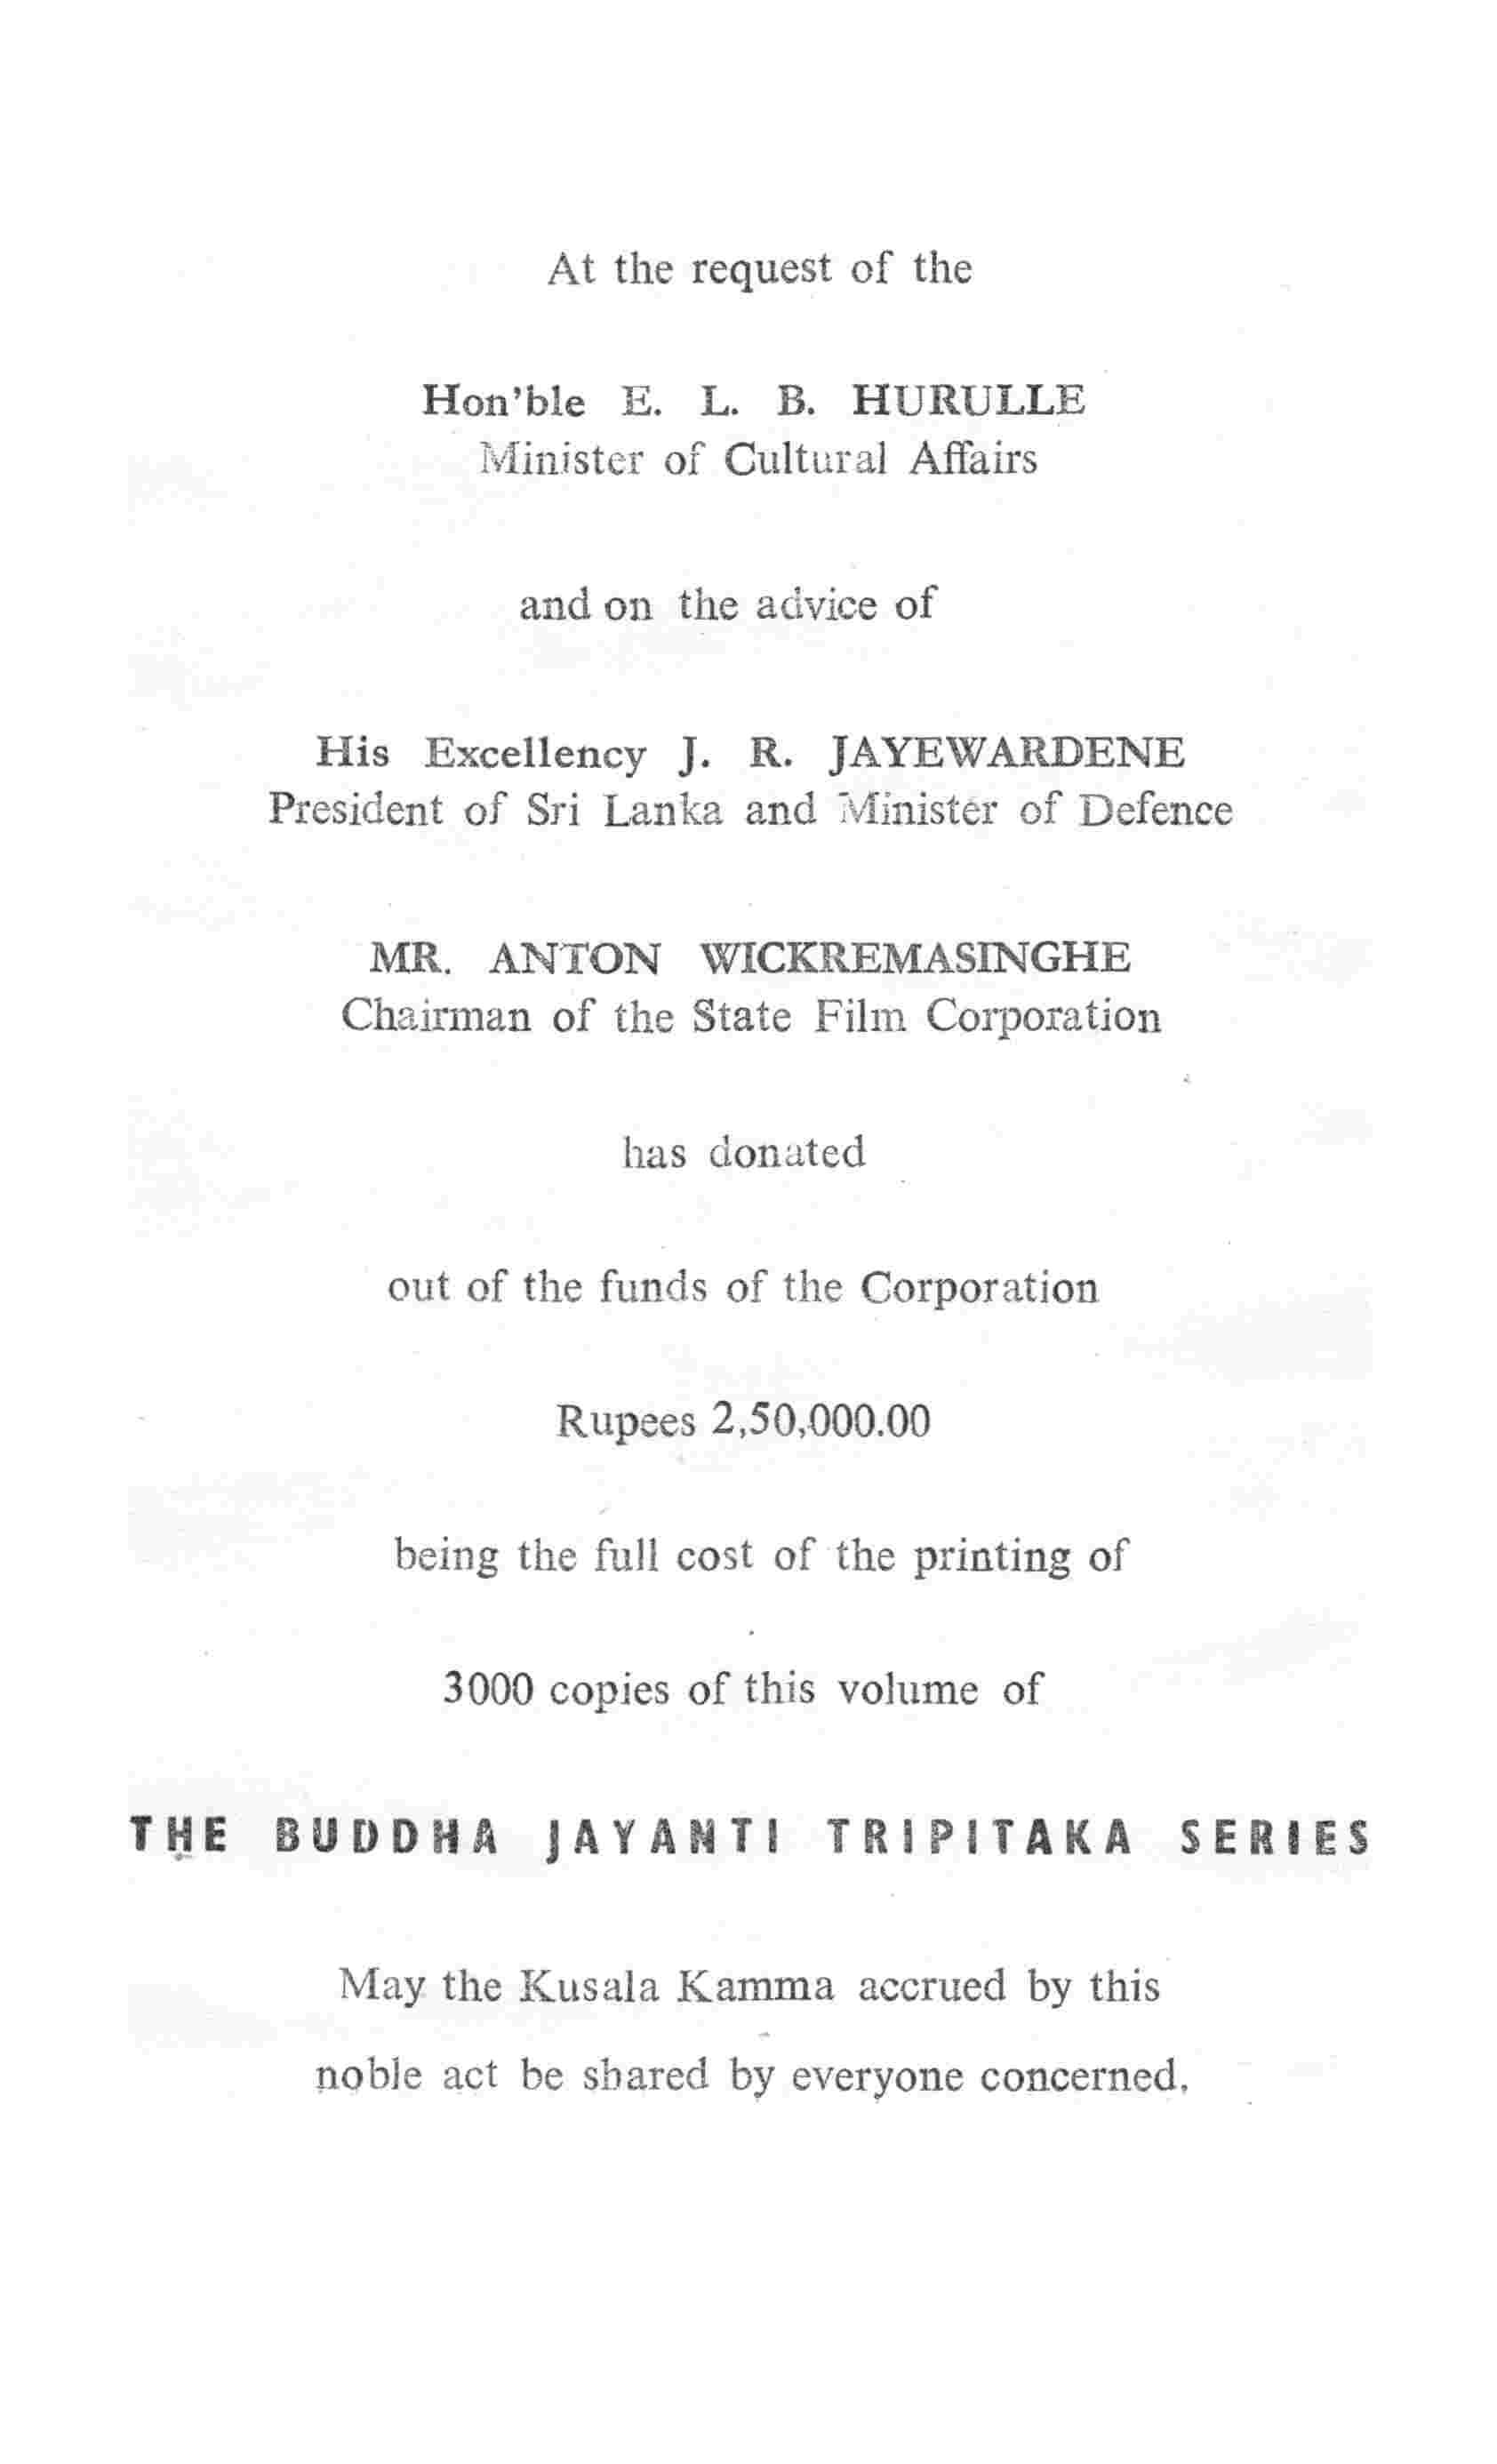 At the request of the
Hon'ble E. L. B. HURULLE
Minister of Cultural Affairs
and on the advice of
His Excellency J. R. JAYEWARDENE
President of Sri Lanka and Minister of Defence
MR. ANTON WICKREMASINGHE
Chairman of the State Film Corporation
has donated
out of the funds of the Corporation
Rupees 2,50,000.00
being the full cost of the printing of
3000 copies of this volume of
THE BUDDHA JAYANTI TRIPITAKA SERIES
May the Kusala Kamma accrued by this
noble act be shared by everyone concerned.